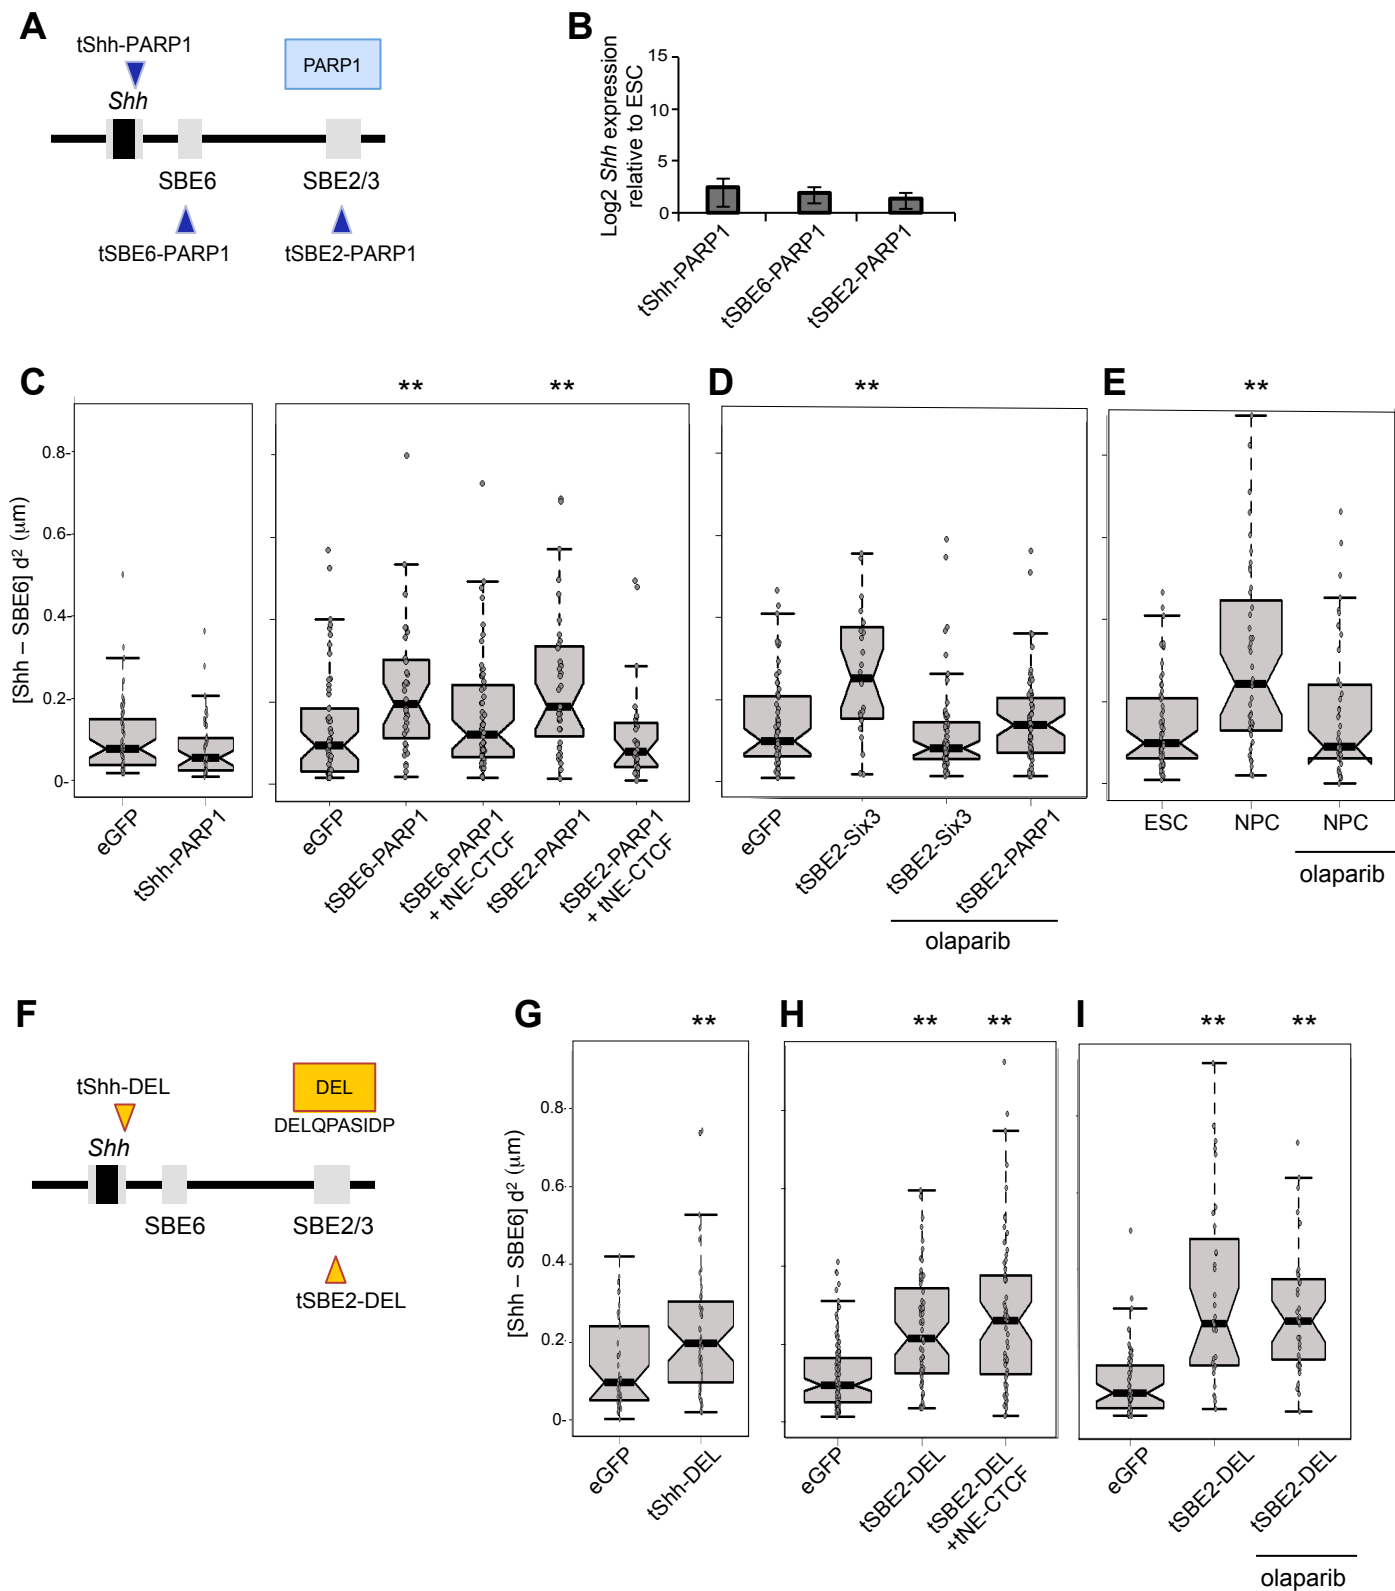 A
tShh-PARP1
PARP1
Shh
SBE6
SBE2/3
tSBE6-PARP1
tSBE2-PARP1
B
Log2 Shh expression
relative to ESC
15
10
5
0
tShh-PARP1
tSBE6-PARP1
tSBE2-PARP1
C
**
**
[Shh – SBE6] d² (μm)
0.8
0.6
0.4
0.2
0
eGFP
tShh-PARP1
eGFP
tSBE6-PARP1
tSBE6-PARP1
+ tNE-CTCF
tSBE2-PARP1
tSBE2-PARP1
+ tNE-CTCF
D
**
eGFP
tSBE2-Six3
tSBE2-Six3
tSBE2-PARP1
olaparib
E
**
ESC
NPC
NPC
olaparib
F
tShh-DEL
DEL
DELQPASIDP
Shh
SBE6
SBE2/3
tSBE2-DEL
G
**
[Shh – SBE6] d² (μm)
0.8
0.6
0.4
0.2
0
eGFP
tShh-DEL
H
**
**
eGFP
tSBE2-DEL
tSBE2-DEL
+tNE-CTCF
I
**
**
eGFP
tSBE2-DEL
tSBE2-DEL
olaparib